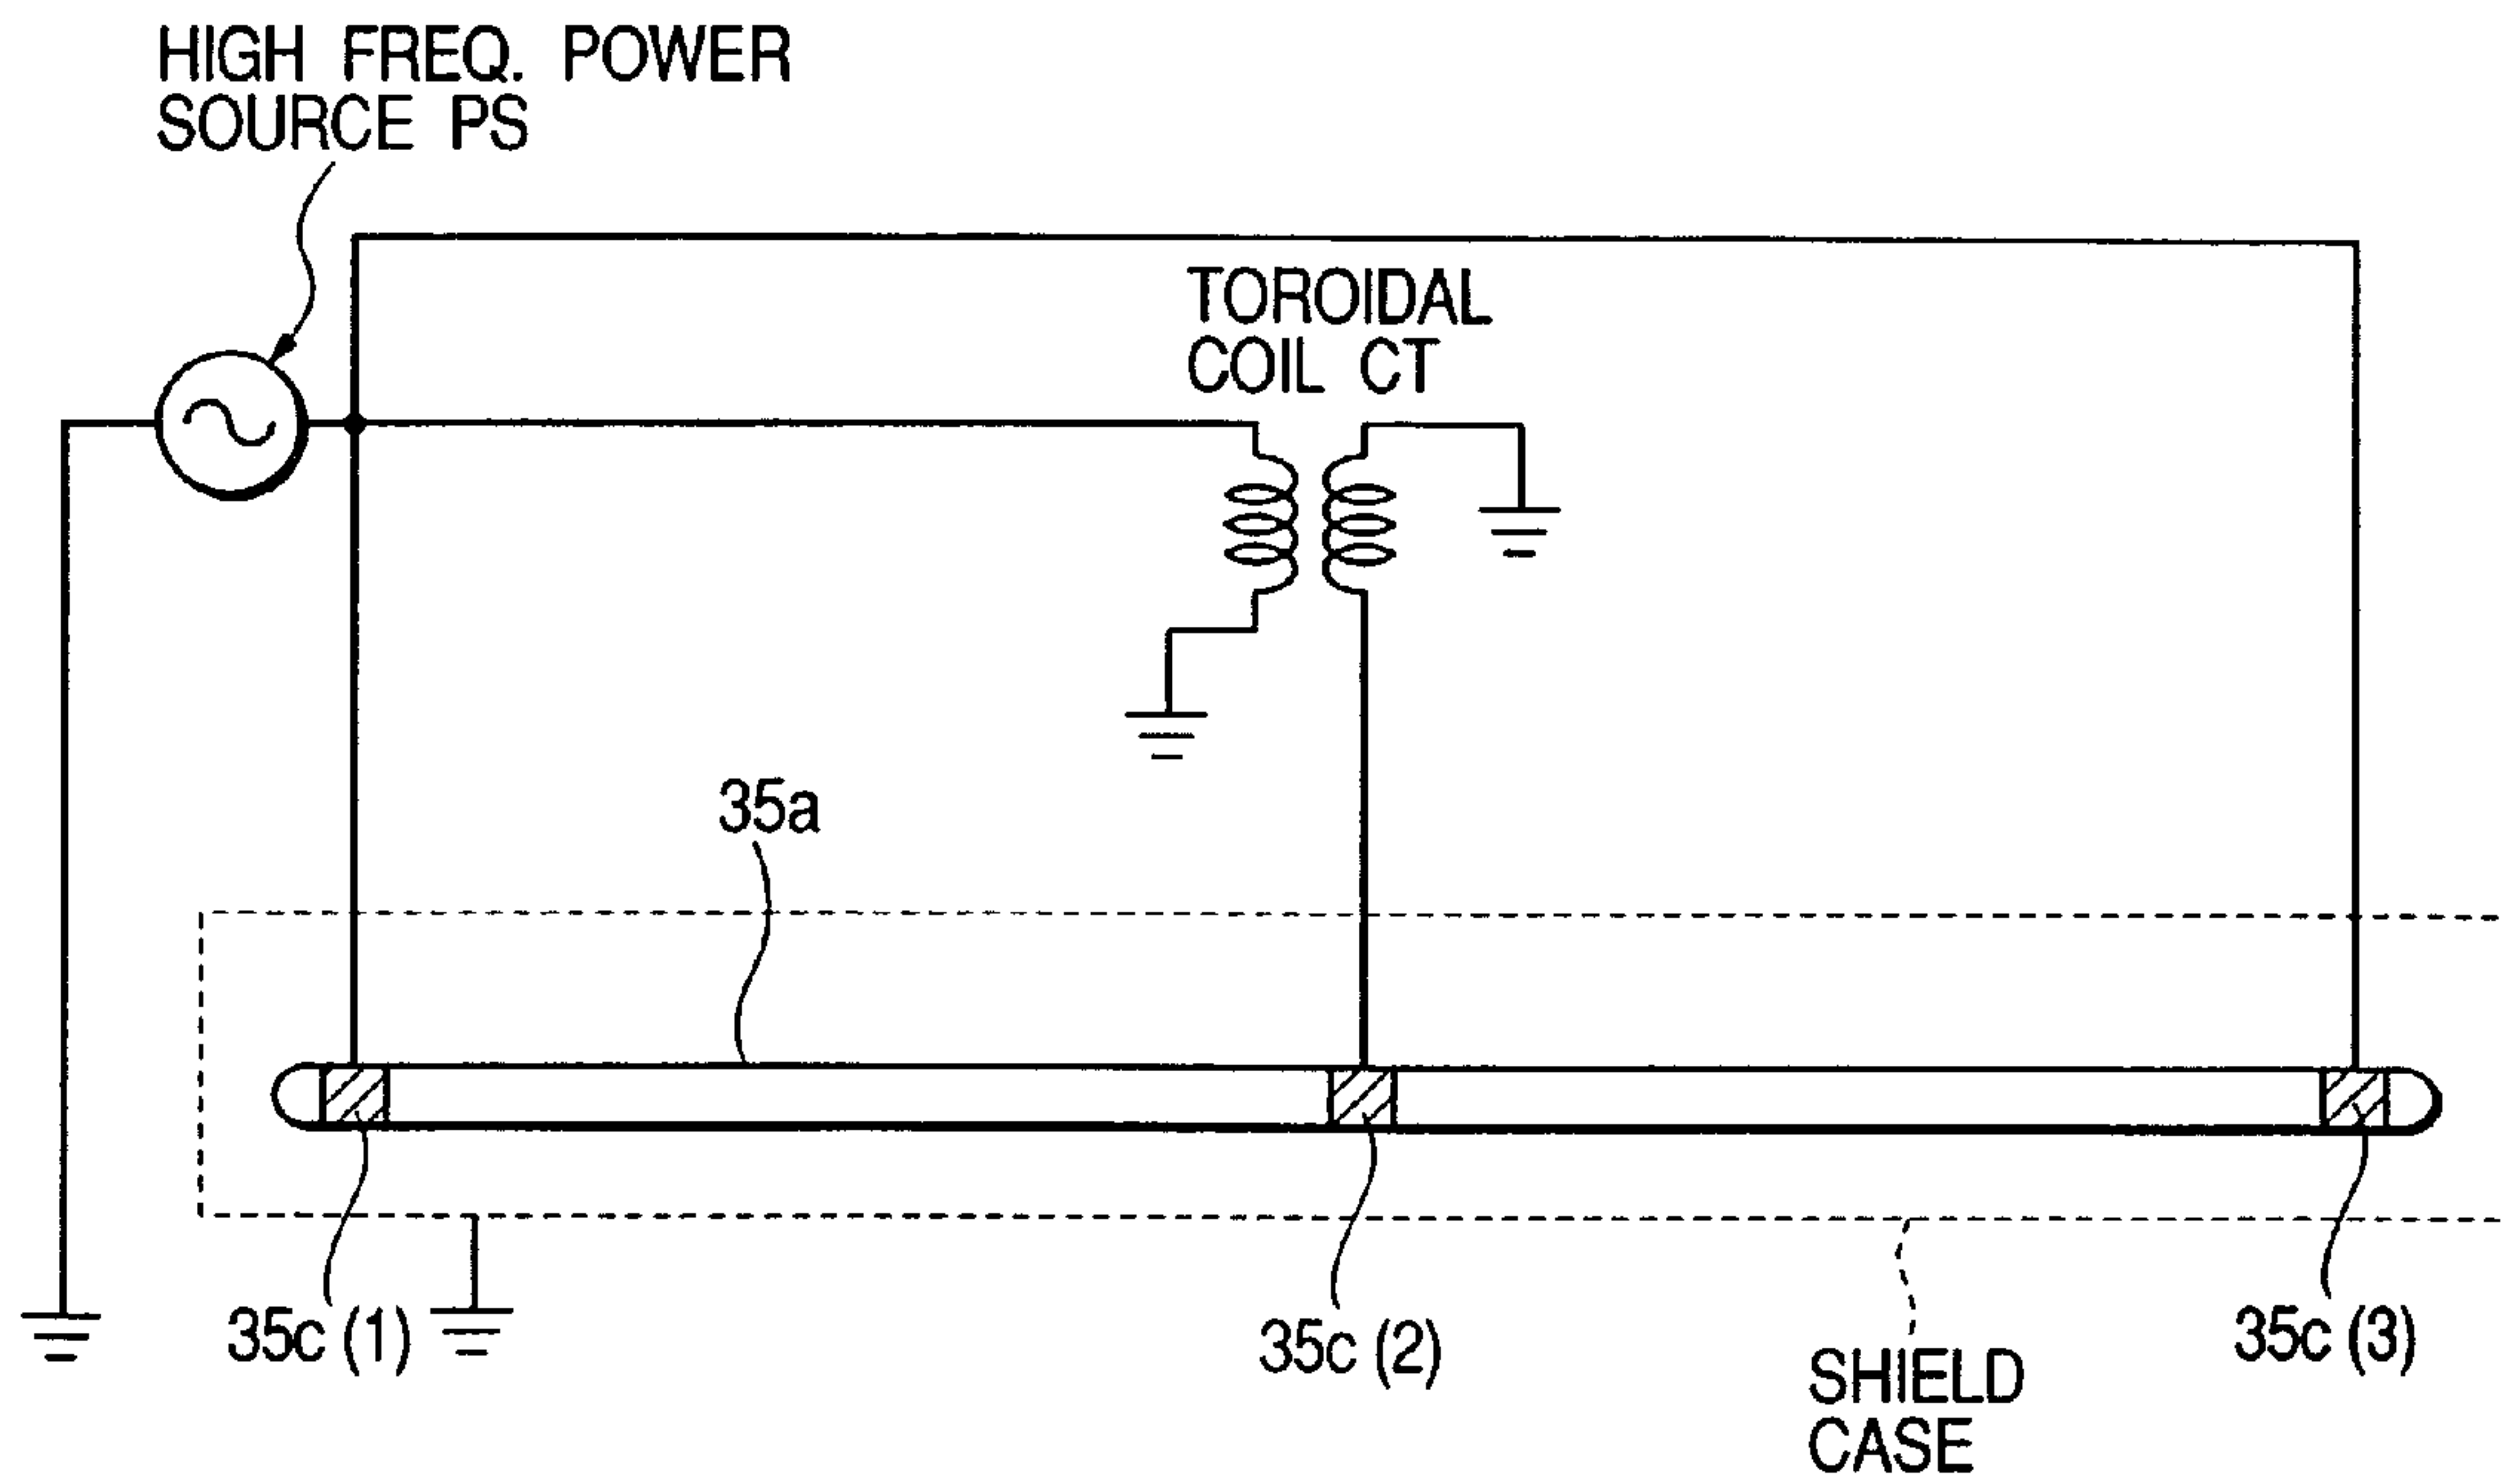 HIGH FREQ. POWER
SOURCE PS
TOROIDAL
COIL CT
35a
35c (1)
35c (2)
35c (3)
SHIELD
CASE